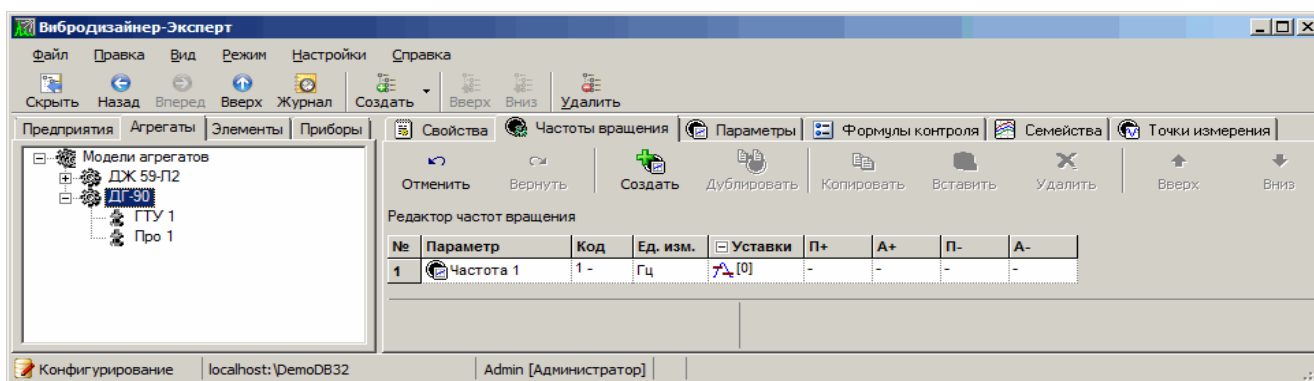 Вибродизайнер-Эксперт
Файл Правка Вид Режим Настройки Справка
Скрыть Назад Вперед Вверх Журнал Создать Вверх Вниз Удалить
Предприятия Агрегаты Элементы Приборы
Свойства Частоты вращения Параметры Формулы контроля Семейства Точки измерения
Модели агрегатов
ДЖ 59-Л2
ДГ-90
ГТУ 1
Про 1
Отменить Вернуть Создать Дублировать Копировать Вставить Удалить Вверх Вниз
Редактор частот вращения
№ Параметр Код Ед. изм. Уставки П+ А+ П- А-
1 Частота 1 1 - Гц [0] - - - -
Конфигурирование localhost:\DemoDB32 Admin [Администратор]